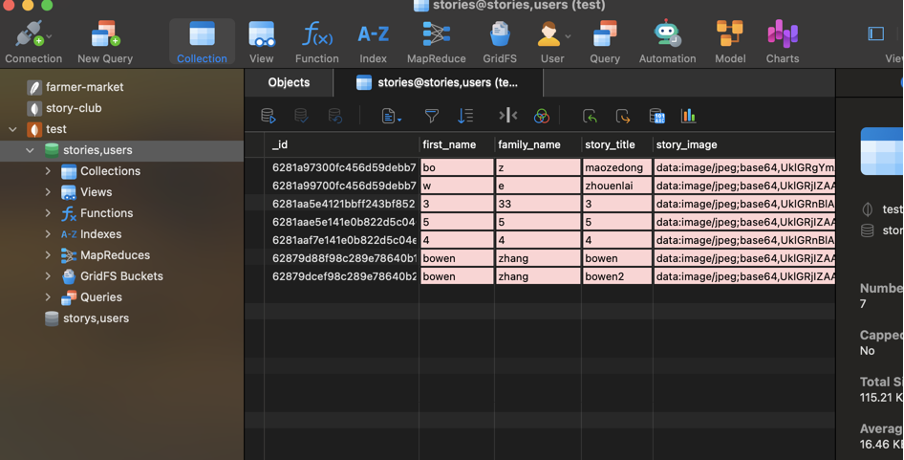 stories@stories,users (test)
Connection New Query Collection View Function Index MapReduce GridFS User Query Automation Model Charts
farmer-market
story-club
test
stories,users
Collections
Views
Functions
Indexes
MapReduces
GridFS Buckets
Queries
storys,users
Objects stories@stories,users (te...
_id first_name family_name story_title story_image
6281a97300fc456d59debb7 bo z maozedong data:image/jpeg;base64,UklGRgYm
6281a99700fc456d59debb7 w e zhouenlai data:image/jpeg;base64,UklGRjIZAA
6281aa5e4121bbff243bf852 3 33 3 data:image/jpeg;base64,UklGRnBlA
6281aae5e141e0b822d5c04e 5 5 5 data:image/jpeg;base64,UklGRjIZAA
6281aaf7e141e0b822d5c04e 4 4 4 data:image/jpeg;base64,UklGRnBlA
62879d88f98c289e78640b1 bowen zhang bowen data:image/jpeg;base64,UklGRjIZAA
62879dcef98c289e78640b2 bowen zhang bowen2 data:image/jpeg;base64,UklGRjIZAA
test
stor
Numbe
7
Cappe
No
Total Si
115.21 K
Averag
16.46 KE